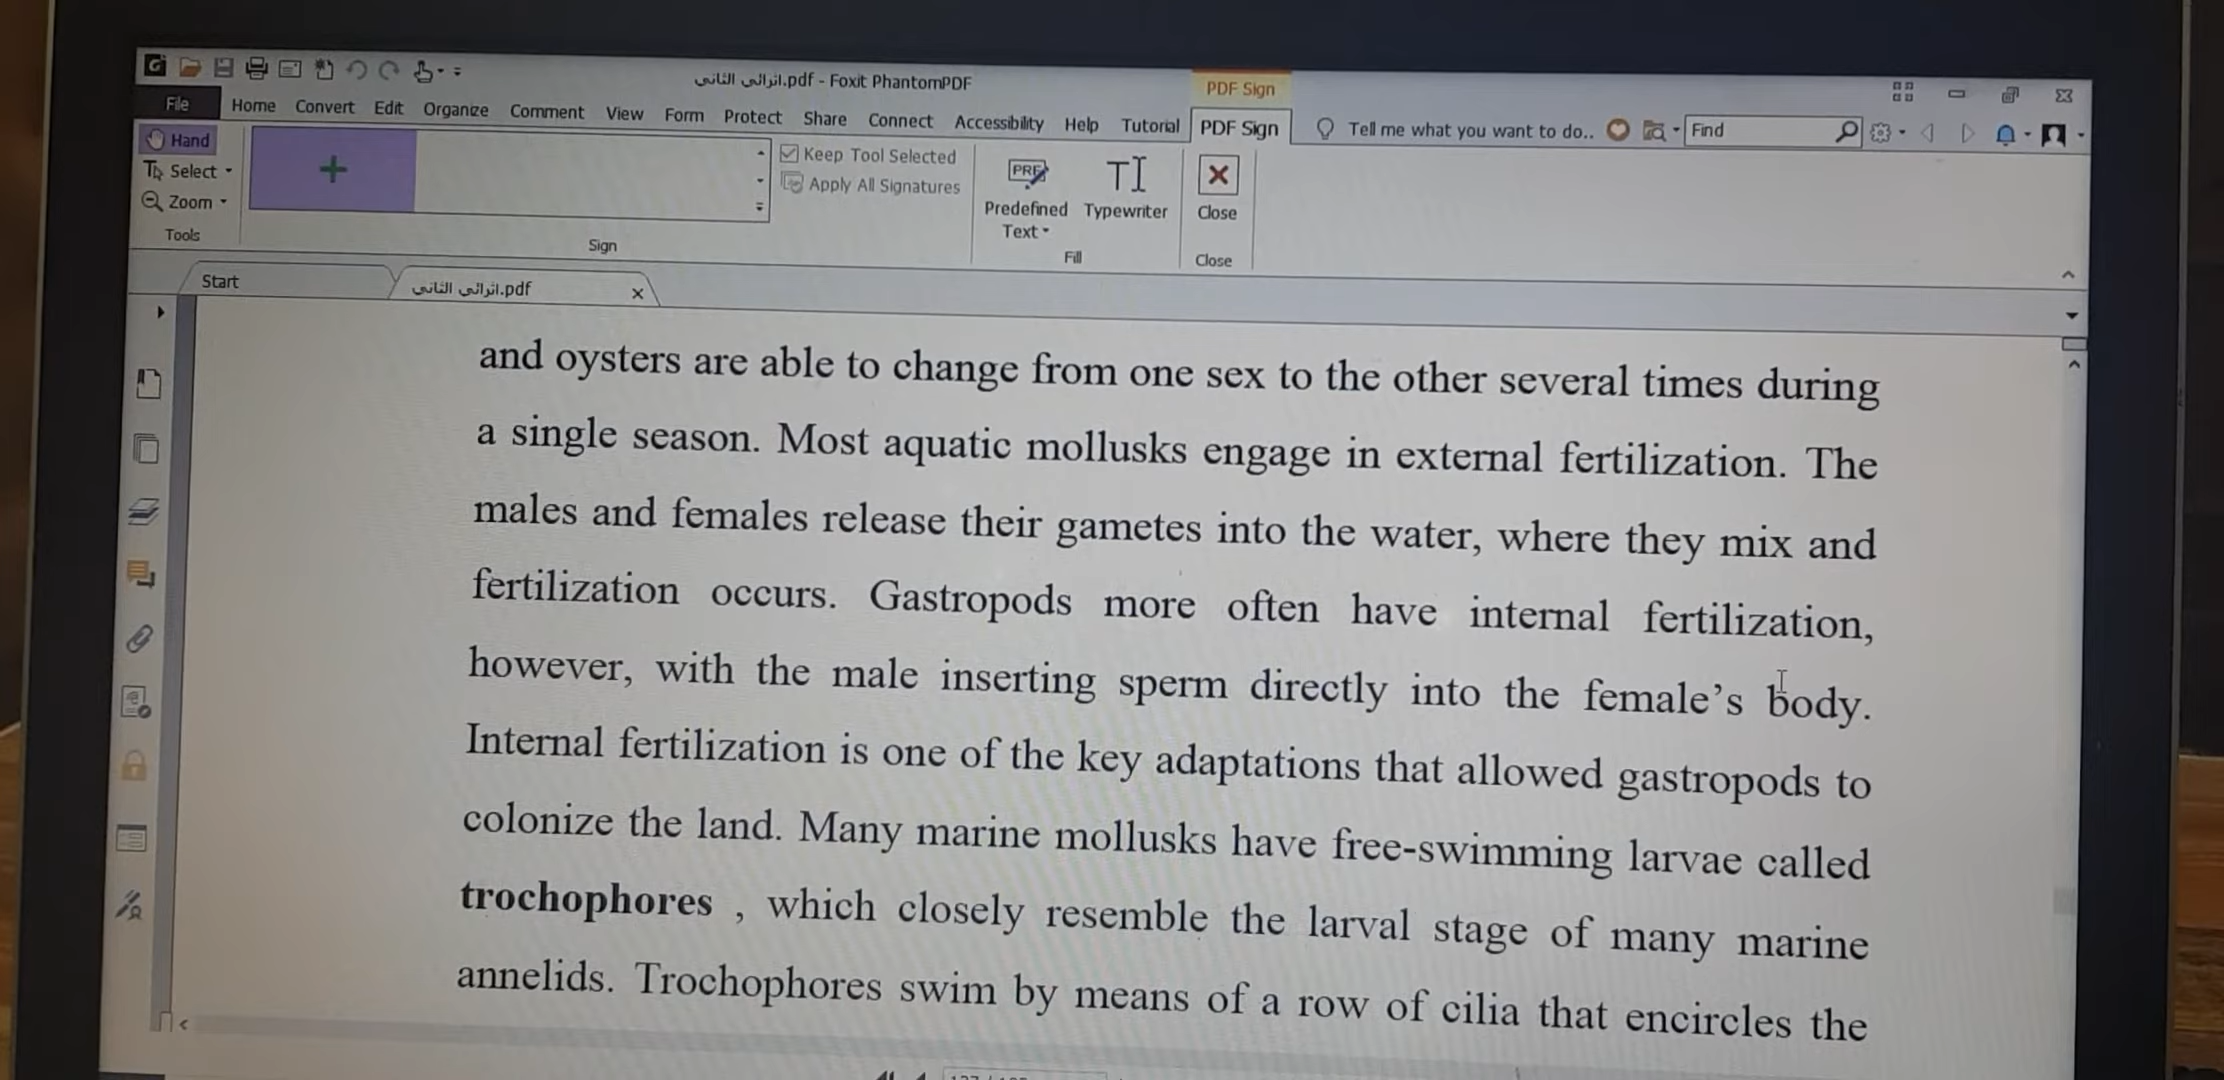 اثرائي الثاني.pdf - Foxit PhantomPDF
PDF Sign
File Home Convert Edit Organize Comment View Form Protect Share Connect Accessibility Help Tutorial PDF Sign Tell me what you want to do.. Find
Hand
Select
Zoom
Tools
Keep Tool Selected
Apply All Signatures
Sign
PRE
Predefined Text
TI
Typewriter
Fill
Close
Close
Start
اثرائي الثاني.pdf
and oysters are able to change from one sex to the other several times during
a single season. Most aquatic mollusks engage in external fertilization. The
males and females release their gametes into the water, where they mix and
fertilization occurs. Gastropods more often have internal fertilization,
however, with the male inserting sperm directly into the female’s body.
Internal fertilization is one of the key adaptations that allowed gastropods to
colonize the land. Many marine mollusks have free-swimming larvae called
trochophores , which closely resemble the larval stage of many marine
annelids. Trochophores swim by means of a row of cilia that encircles the